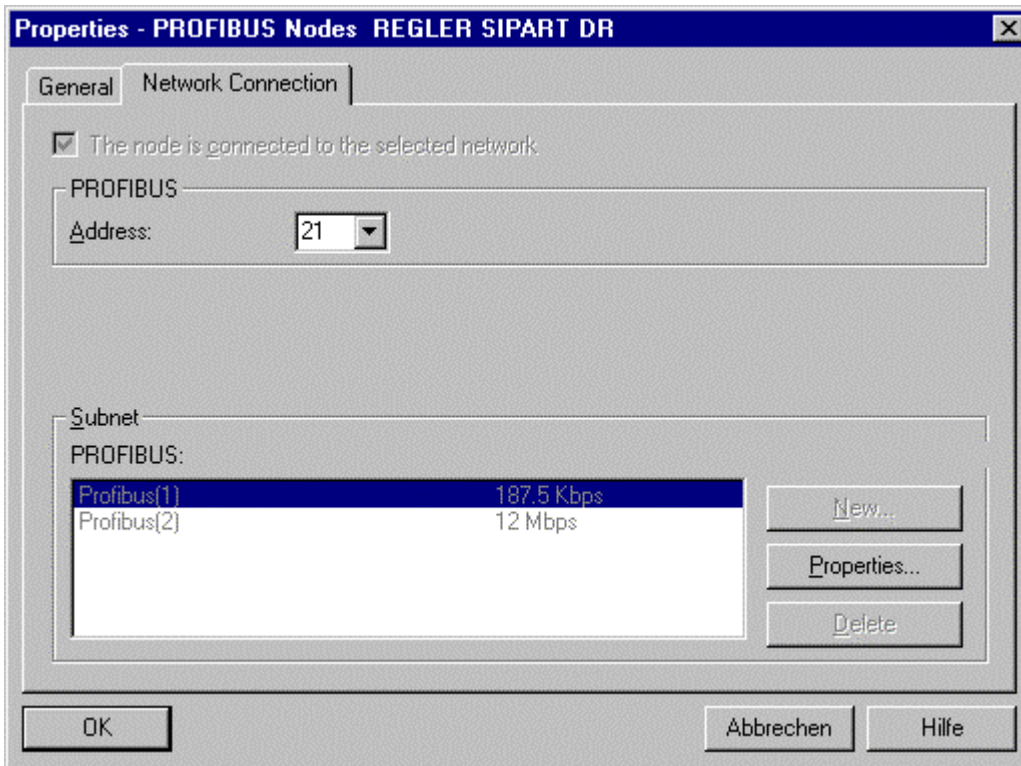 Properties - PROFIBUS Nodes  REGLER SIPART DR
General Network Connection
The node is connected to the selected network
PROFIBUS
Address: 21
Subnet
PROFIBUS:
Profibus(1) 187.5 Kbps
Profibus(2) 12 Mbps
New...
Properties...
Delete
OK Abbrechen Hilfe